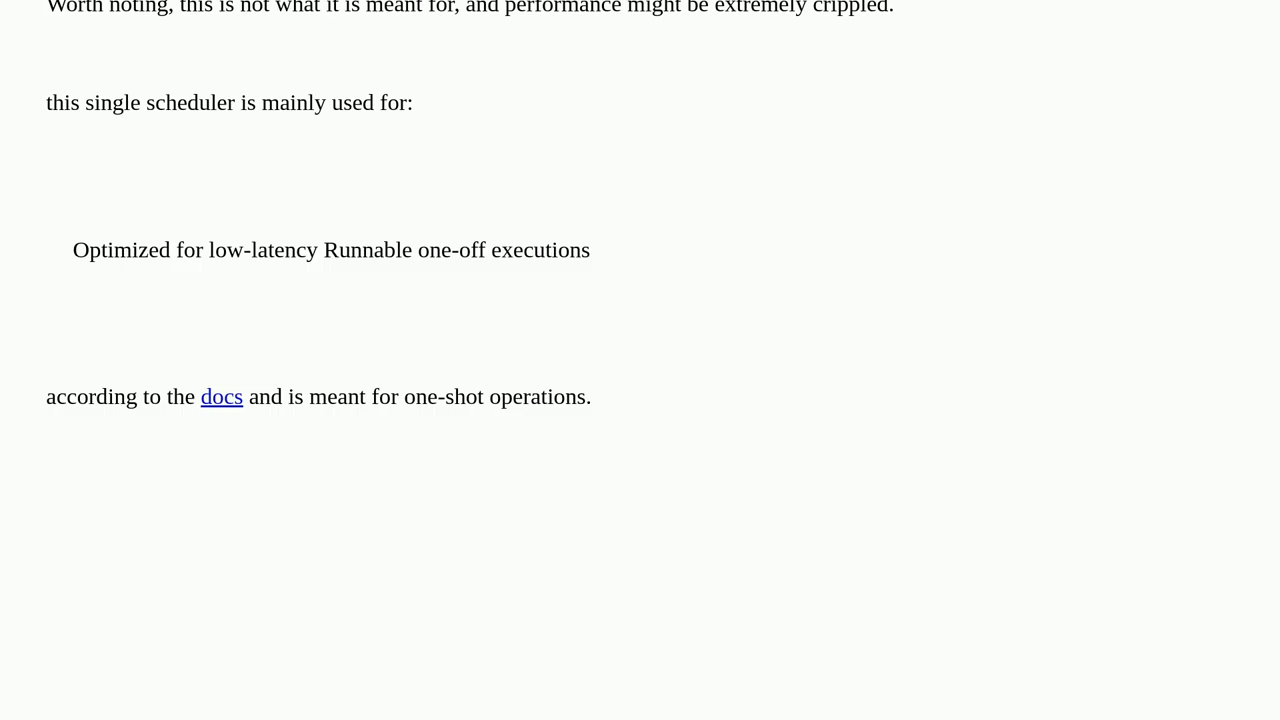 Worth noting, this is not what it is meant for, and performance might be extremely crippled.
this single scheduler is mainly used for:
Optimized for low-latency Runnable one-off executions
according to the docs and is meant for one-shot operations.